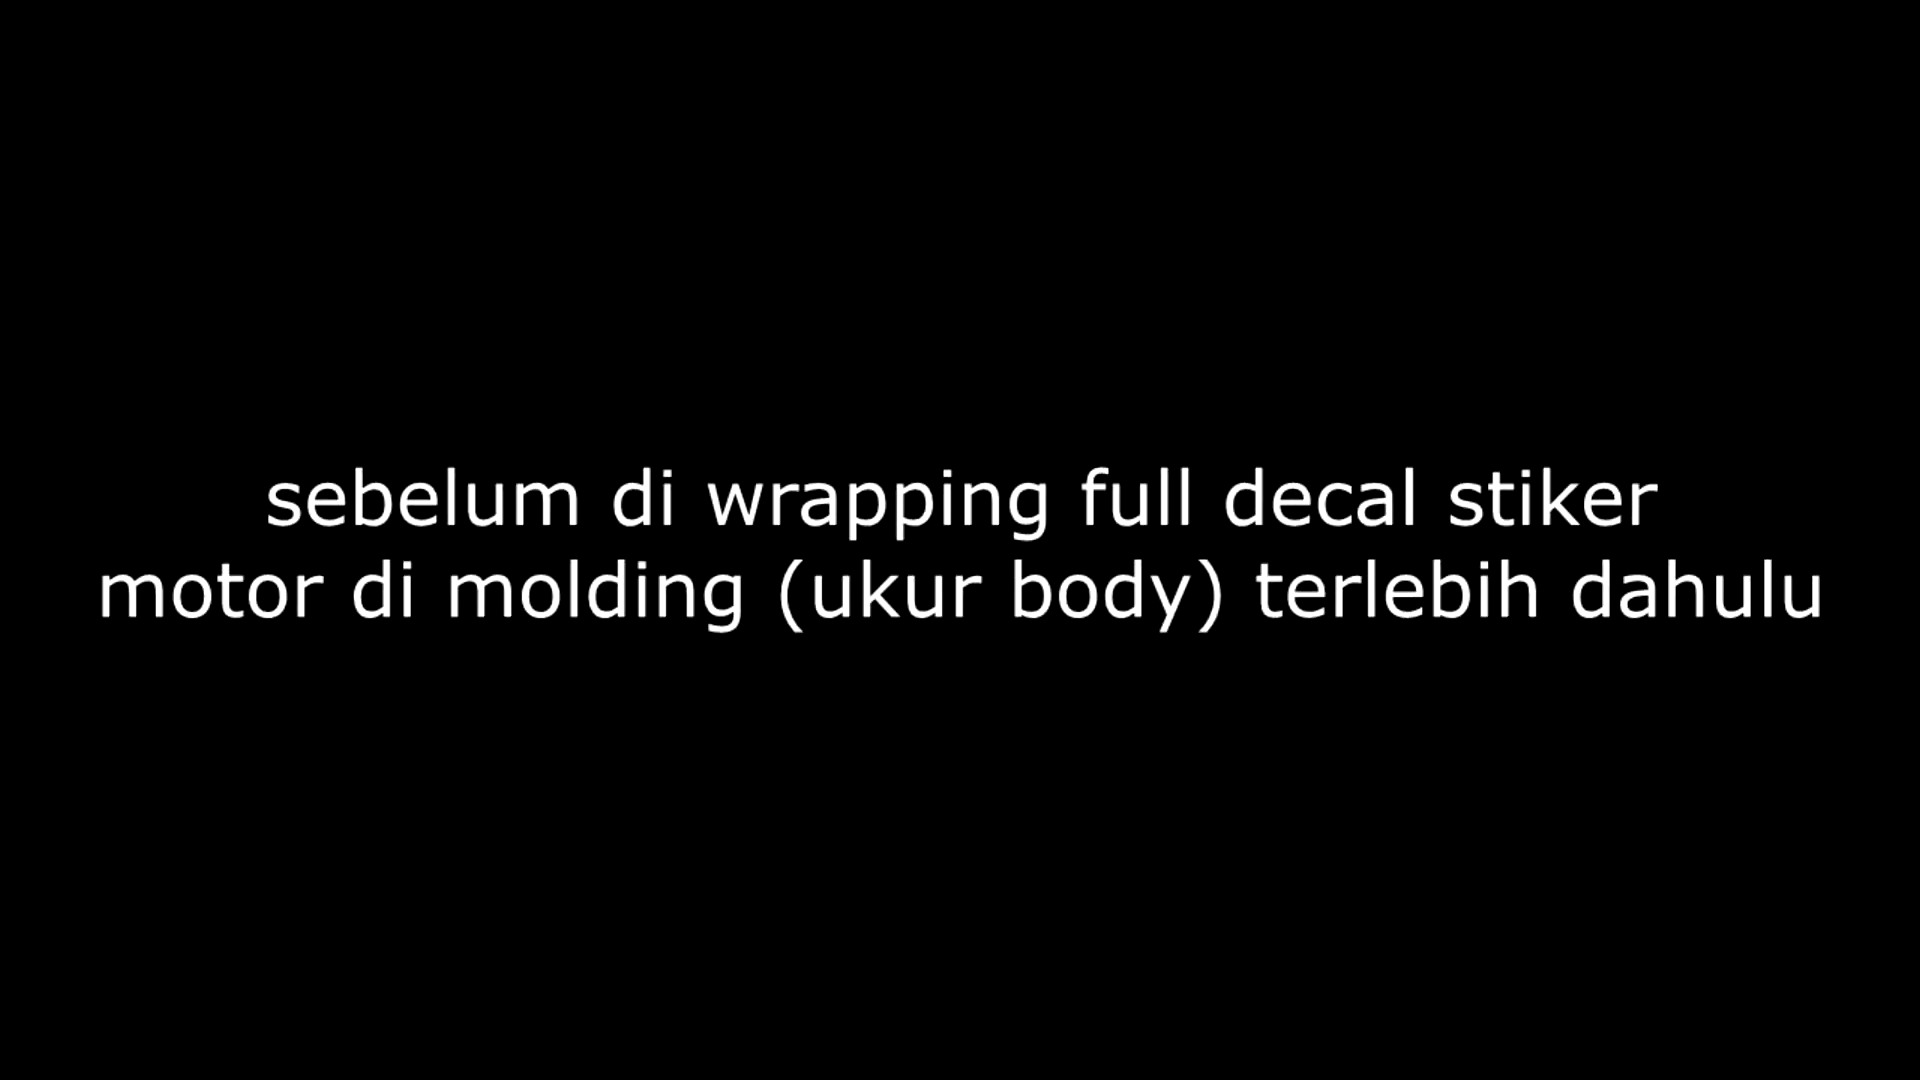 sebelum di wrapping full decal stiker
motor di molding (ukur body) terlebih dahulu